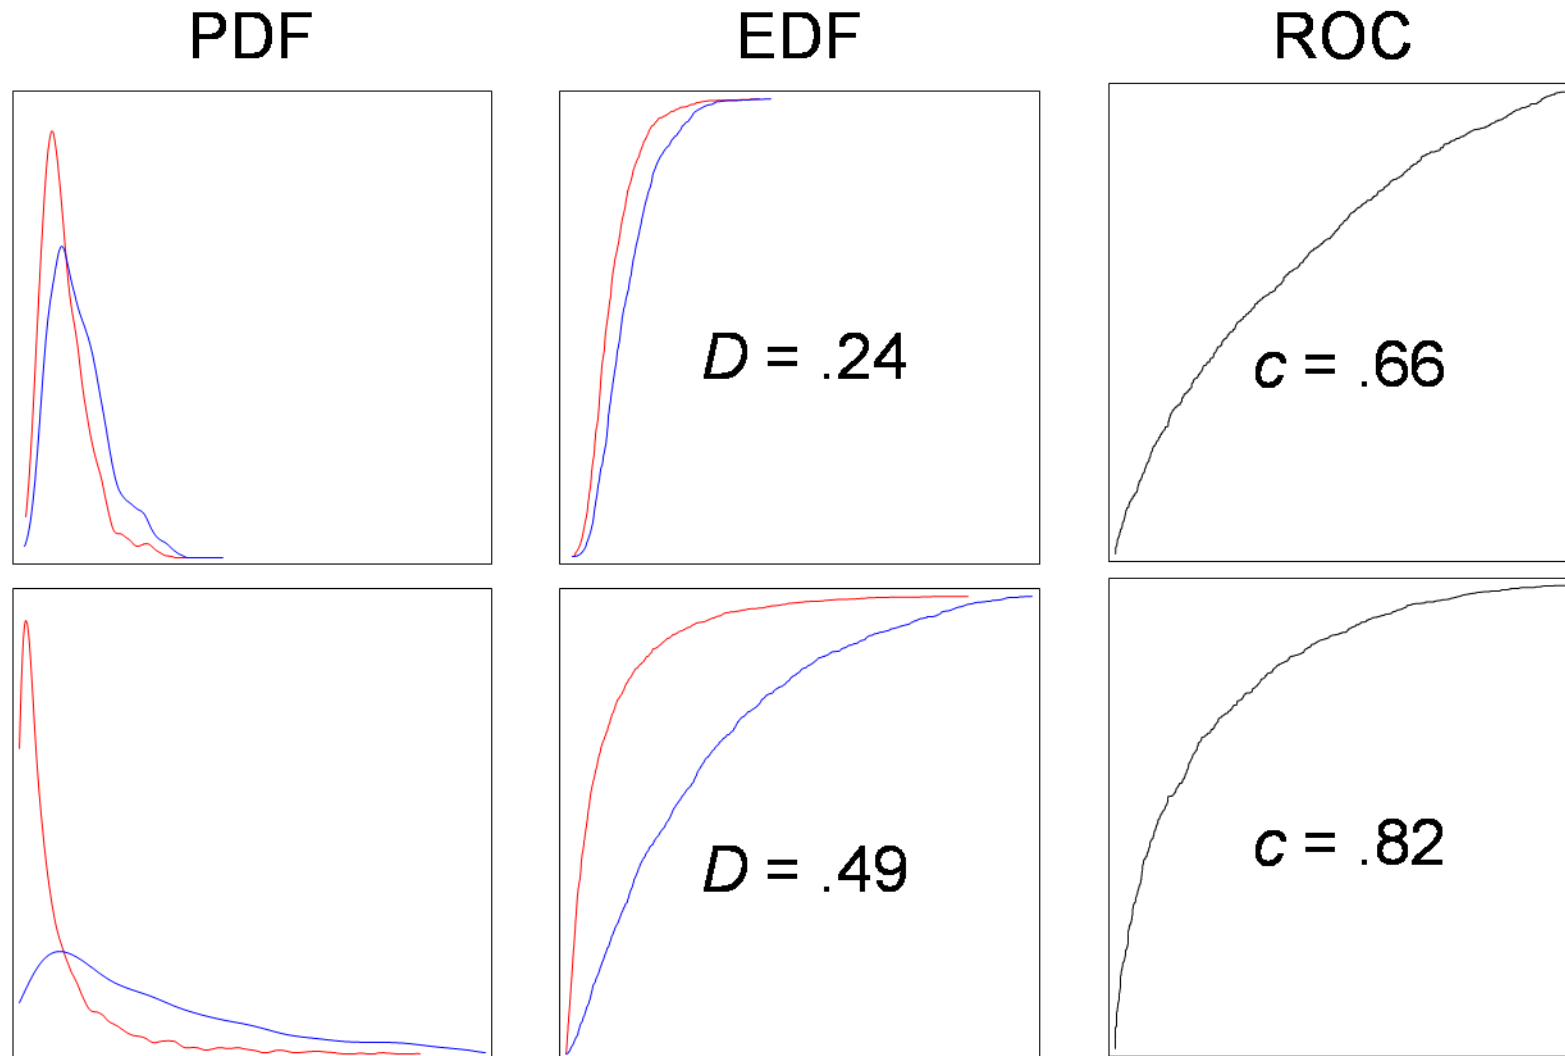 PDF
EDF
ROC
D = .24
c = .66
D = .49
c = .82